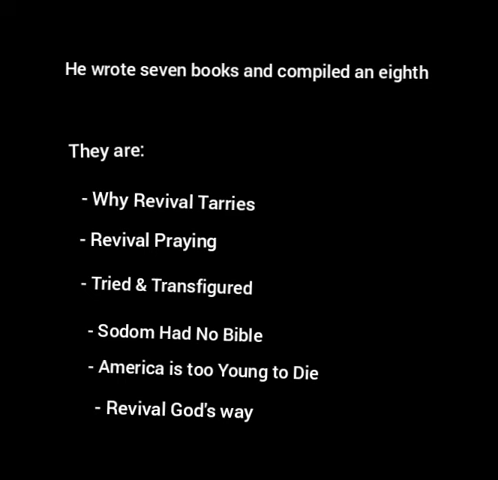 He wrote seven books and compiled an eighth
They are:
- Why Revival Tarries
- Revival Praying
- Tried & Transfigured
- Sodom Had No Bible
- America is too Young to Die
- Revival God's way